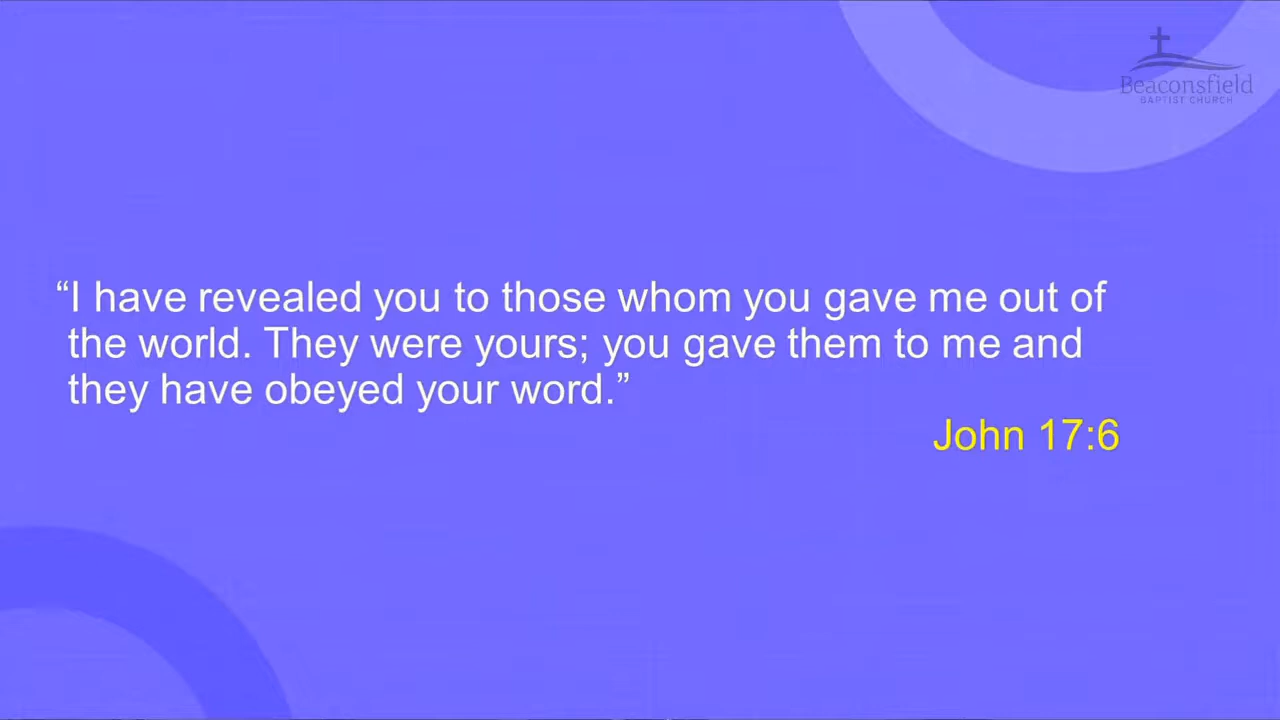 Beaconsfield
BAPTIST CHURCH
“I have revealed you to those whom you gave me out of
the world. They were yours; you gave them to me and
they have obeyed your word.”
John 17:6